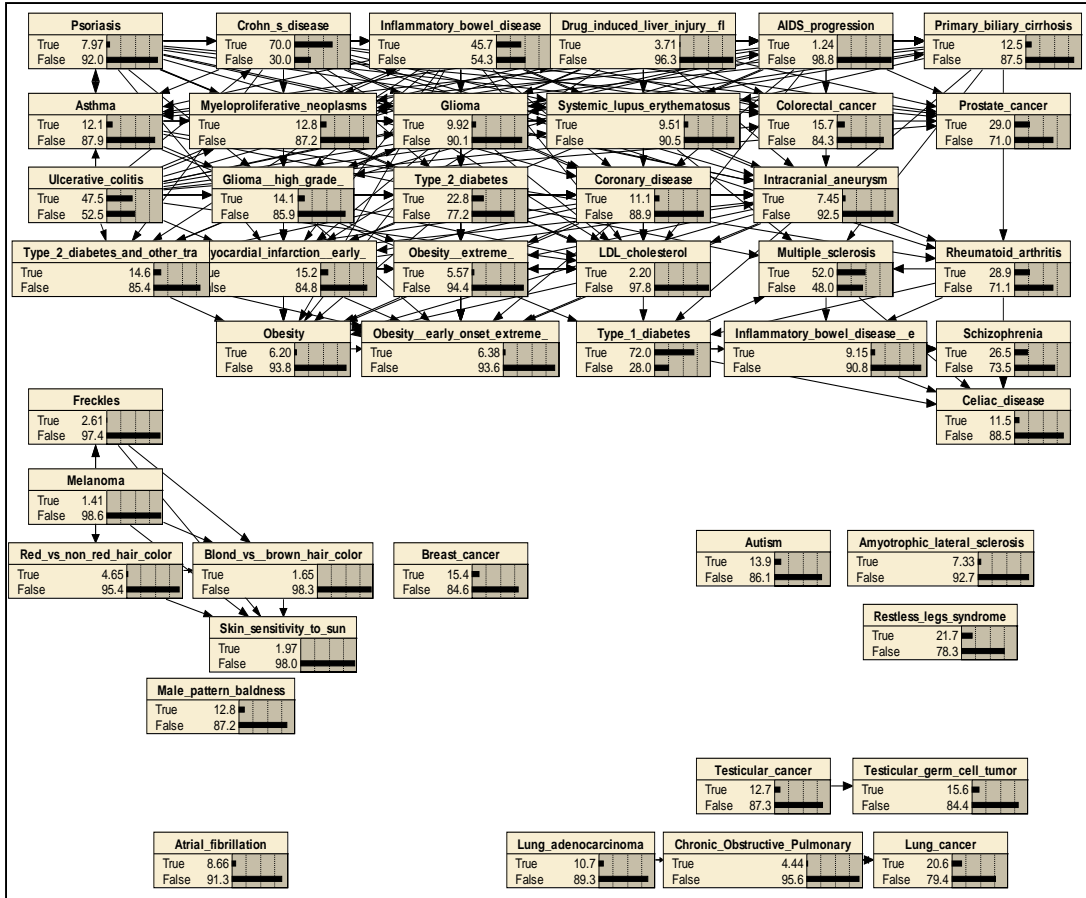 Psoriasis
True 7.97
False 92.0
Crohn_s_disease
True 70.0
False 30.0
Inflammatory_bowel_disease
True 45.7
False 54.3
Drug_induced_liver_injury__fl
True 3.71
False 96.3
AIDS_progression
True 1.24
False 98.8
Primary_biliary_cirrhosis
True 12.5
False 87.5
Asthma
True 12.1
False 87.9
Myeloproliferative_neoplasms
True 12.8
False 87.2
Glioma
True 9.92
False 90.1
Systemic_lupus_erythematosus
True 9.51
False 90.5
Colorectal_cancer
True 15.7
False 84.3
Prostate_cancer
True 29.0
False 71.0
Ulcerative_colitis
True 47.5
False 52.5
Glioma__high_grade_
True 14.1
False 85.9
Type_2_diabetes
True 22.8
False 77.2
Coronary_disease
True 11.1
False 88.9
Intracranial_aneurysm
True 7.45
False 92.5
Type_2_diabetes_and_other_tra
True 14.6
False 85.4
yocardial_infarction__early_
True 15.2
False 84.8
Obesity__extreme_
True 5.57
False 94.4
LDL_cholesterol
True 2.20
False 97.8
Multiple_sclerosis
True 52.0
False 48.0
Rheumatoid_arthritis
True 28.9
False 71.1
Obesity
True 6.20
False 93.8
Obesity__early_onset_extreme_
True 6.38
False 93.6
Type_1_diabetes
True 72.0
False 28.0
Inflammatory_bowel_disease__e
True 9.15
False 90.8
Schizophrenia
True 26.5
False 73.5
Freckles
True 2.61
False 97.4
Celiac_disease
True 11.5
False 88.5
Melanoma
True 1.41
False 98.6
Red_vs_non_red_hair_color
True 4.65
False 95.4
Blond_vs__brown_hair_color
True 1.65
False 98.3
Breast_cancer
True 15.4
False 84.6
Autism
True 13.9
False 86.1
Amyotrophic_lateral_sclerosis
True 7.33
False 92.7
Skin_sensitivity_to_sun
True 1.97
False 98.0
Restless_legs_syndrome
True 21.7
False 78.3
Male_pattern_baldness
True 12.8
False 87.2
Testicular_cancer
True 12.7
False 87.3
Testicular_germ_cell_tumor
True 15.6
False 84.4
Atrial_fibrillation
True 8.66
False 91.3
Lung_adenocarcinoma
True 10.7
False 89.3
Chronic_Obstructive_Pulmonary
True 4.44
False 95.6
Lung_cancer
True 20.6
False 79.4